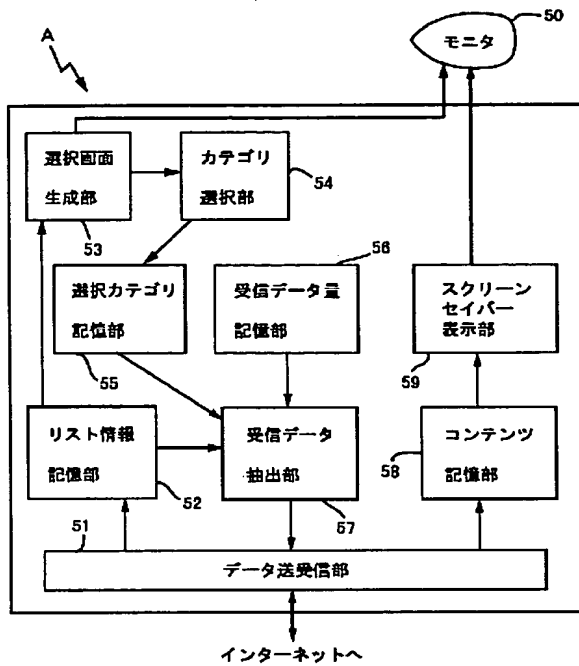 50
モニタ
A
選択画面
生成部
53
カテゴリ
選択部
54
56
選択カテゴリ
記憶部
55
受信データ量
記憶部
スクリーン
セイバー
表示部
59
リスト情報
記憶部
52
受信データ
抽出部
57
58
コンテンツ
記憶部
51
データ送受信部
インターネットへ